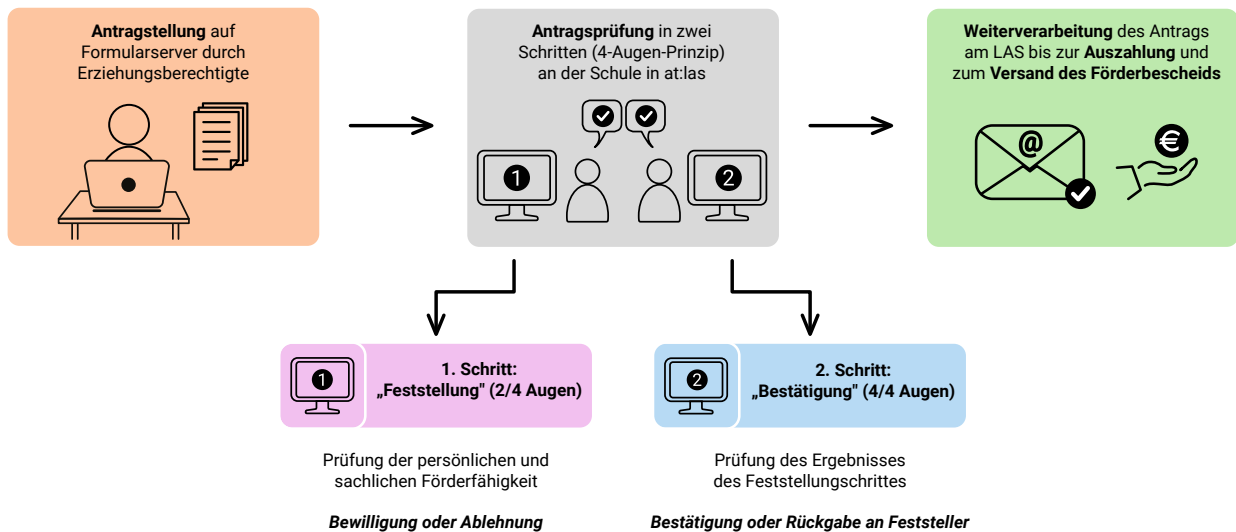 Antragstellung auf
Formularserver durch
Erziehungsberechtigte
Antragsprüfung in zwei
Schritten (4-Augen-Prinzip)
an der Schule in at:las
1
2
Weiterverarbeitung des Antrags
am LAS bis zur Auszahlung und
zum Versand des Förderbescheids
@
€
1
1. Schritt:
„Feststellung" (2/4 Augen)
Prüfung der persönlichen und
sachlichen Förderfähigkeit
Bewilligung oder Ablehnung
2
2. Schritt:
„Bestätigung" (4/4 Augen)
Prüfung des Ergebnisses
des Feststellungschrittes
Bestätigung oder Rückgabe an Feststeller